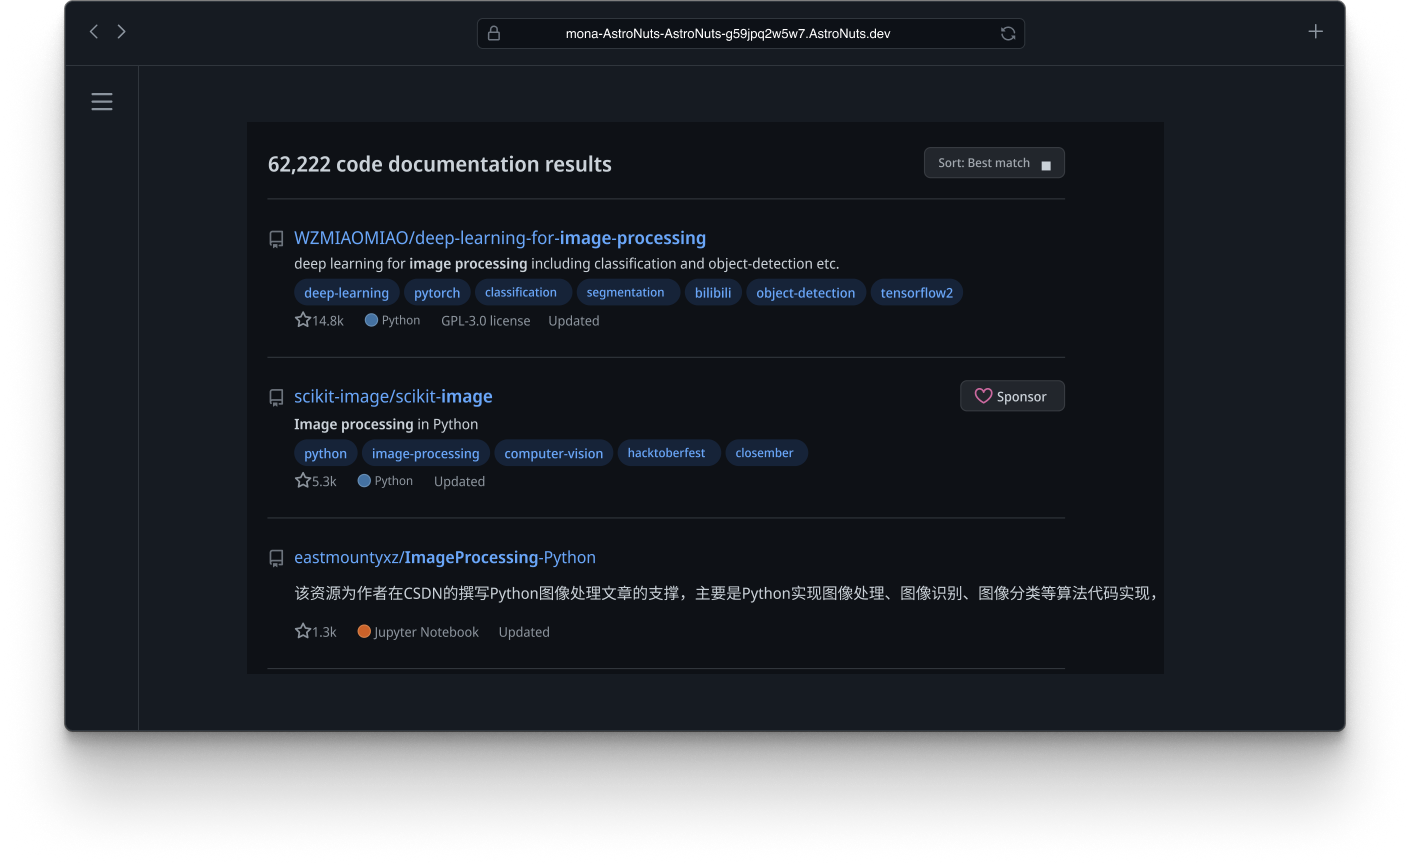 mona-AstroNuts-AstroNuts-g59jpq2w5w7.AstroNuts.dev
62,222 code documentation results
Sort: Best match
WZMIAOMIAO/deep-learning-for-image-processing
deep learning for image processing including classification and object-detection etc.
deep-learning pytorch classification segmentation bilibili object-detection tensorflow2
14.8k Python GPL-3.0 license Updated
scikit-image/scikit-image
Sponsor
Image processing in Python
python image-processing computer-vision hacktoberfest closember
5.3k Python Updated
eastmountyxz/ImageProcessing-Python
该资源为作者在CSDN的撰写Python图像处理文章的支撑，主要是Python实现图像处理、图像识别、图像分类等算法代码实现，
1.3k Jupyter Notebook Updated